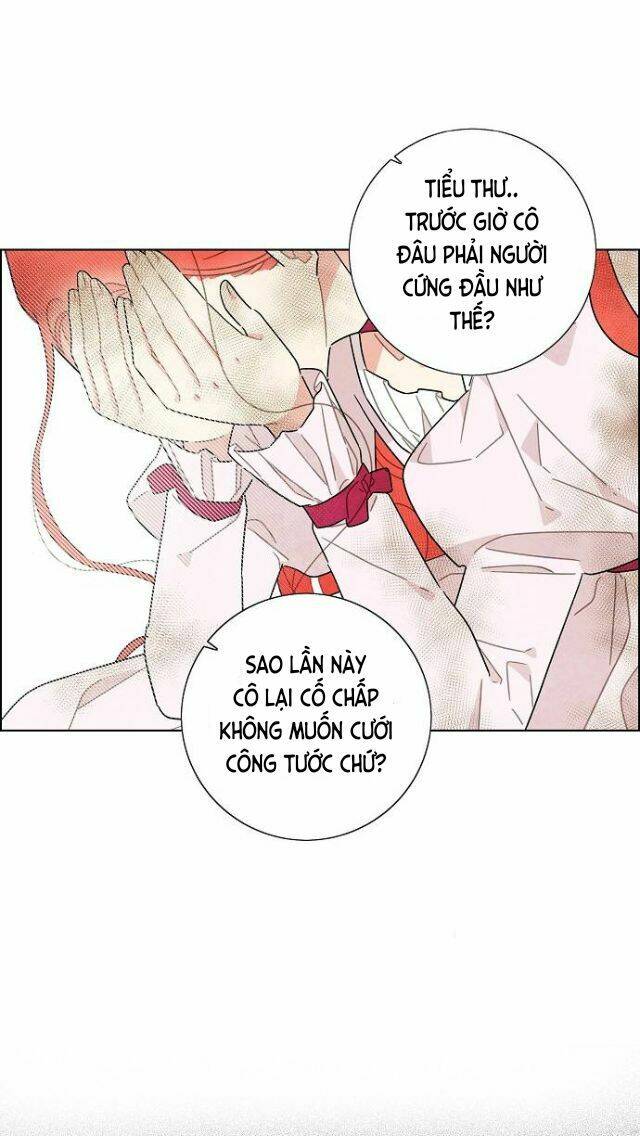 TIỂU THƯ..
TRƯỚC GIỜ CÔ
ĐÂU PHẢI NGƯỜI
CỨNG ĐẦU NHƯ
THẾ?
SAO LẦN NÀY
CÔ LẠI CỐ CHẤP
KHÔNG MUỐN CƯỚI
CÔNG TƯỚC CHỨ?